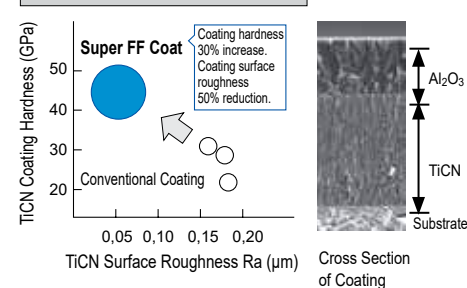 TiCN Coating Hardness (GPa)
50
40
30
20
Super FF Coat
Coating hardness
30% increase.
Coating surface
roughness
50% reduction.
Conventional Coating
0,05 0,10 0,15 0,20
TiCN Surface Roughness Ra (µm)
Al₂O₃
TiCN
Substrate
Cross Section
of Coating